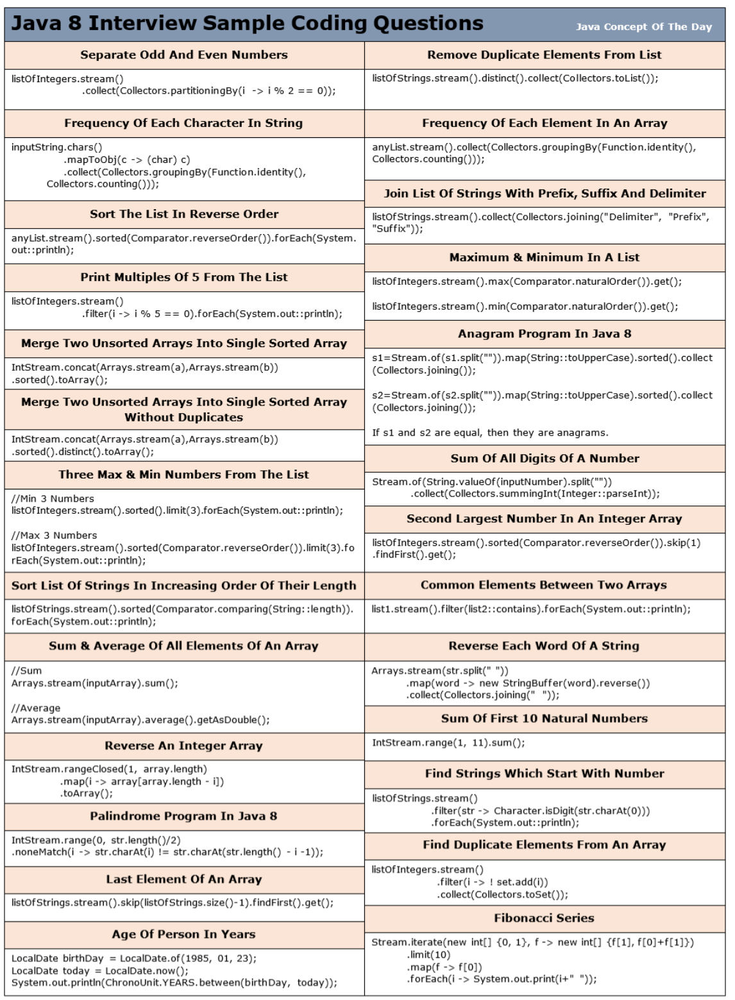 Java 8 Interview Sample Coding Questions
Java Concept Of The Day
Separate Odd And Even Numbers
listOfIntegers.stream()
.collect(Collectors.partitioningBy(i -> i % 2 == 0));
Frequency Of Each Character In String
inputString.chars()
.mapToObj(c -> (char) c)
.collect(Collectors.groupingBy(Function.identity(),
Collectors.counting()));
Sort The List In Reverse Order
anyList.stream().sorted(Comparator.reverseOrder()).forEach(System.
out::println);
Print Multiples Of 5 From The List
listOfIntegers.stream()
.filter(i -> i % 5 == 0).forEach(System.out::println);
Merge Two Unsorted Arrays Into Single Sorted Array
IntStream.concat(Arrays.stream(a),Arrays.stream(b))
.sorted().toArray();
Merge Two Unsorted Arrays Into Single Sorted Array
Without Duplicates
IntStream.concat(Arrays.stream(a),Arrays.stream(b))
.sorted().distinct().toArray();
Three Max & Min Numbers From The List
//Min 3 Numbers
listOfIntegers.stream().sorted().limit(3).forEach(System.out::println);
//Max 3 Numbers
listOfIntegers.stream().sorted(Comparator.reverseOrder()).limit(3).fo
rEach(System.out::println);
Sort List Of Strings In Increasing Order Of Their Length
listOfStrings.stream().sorted(Comparator.comparing(String::length)).
forEach(System.out::println);
Sum & Average Of All Elements Of An Array
//Sum
Arrays.stream(inputArray).sum();
//Average
Arrays.stream(inputArray).average().getAsDouble();
Reverse An Integer Array
IntStream.rangeClosed(1, array.length)
.map(i -> array[array.length - i])
.toArray();
Palindrome Program In Java 8
IntStream.range(0, str.length()/2)
.noneMatch(i -> str.charAt(i) != str.charAt(str.length() - i -1));
Last Element Of An Array
listOfStrings.stream().skip(listOfStrings.size()-1).findFirst().get();
Age Of Person In Years
LocalDate birthDay = LocalDate.of(1985, 01, 23);
LocalDate today = LocalDate.now();
System.out.println(ChronoUnit.YEARS.between(birthDay, today));
Remove Duplicate Elements From List
listOfStrings.stream().distinct().collect(Collectors.toList());
Frequency Of Each Element In An Array
anyList.stream().collect(Collectors.groupingBy(Function.identity(),
Collectors.counting()));
Join List Of Strings With Prefix, Suffix And Delimiter
listOfStrings.stream().collect(Collectors.joining("Delimiter", "Prefix",
"Suffix"));
Maximum & Minimum In A List
listOfIntegers.stream().max(Comparator.naturalOrder()).get();
listOfIntegers.stream().min(Comparator.naturalOrder()).get();
Anagram Program In Java 8
s1=Stream.of(s1.split("")).map(String::toUpperCase).sorted().collect
(Collectors.joining());
s2=Stream.of(s2.split("")).map(String::toUpperCase).sorted().collect
(Collectors.joining());
If s1 and s2 are equal, then they are anagrams.
Sum Of All Digits Of A Number
Stream.of(String.valueOf(inputNumber).split(""))
.collect(Collectors.summingInt(Integer::parseInt));
Second Largest Number In An Integer Array
listOfIntegers.stream().sorted(Comparator.reverseOrder()).skip(1)
.findFirst().get();
Common Elements Between Two Arrays
list1.stream().filter(list2::contains).forEach(System.out::println);
Reverse Each Word Of A String
Arrays.stream(str.split(" "))
.map(word -> new StringBuffer(word).reverse())
.collect(Collectors.joining(" "));
Sum Of First 10 Natural Numbers
IntStream.range(1, 11).sum();
Find Strings Which Start With Number
listOfStrings.stream()
.filter(str -> Character.isDigit(str.charAt(0)))
.forEach(System.out::println);
Find Duplicate Elements From An Array
listOfIntegers.stream()
.filter(i -> ! set.add(i))
.collect(Collectors.toSet());
Fibonacci Series
Stream.iterate(new int[] {0, 1}, f -> new int[] {f[1], f[0]+f[1]})
.limit(10)
.map(f -> f[0])
.forEach(i -> System.out.print(i+" "));